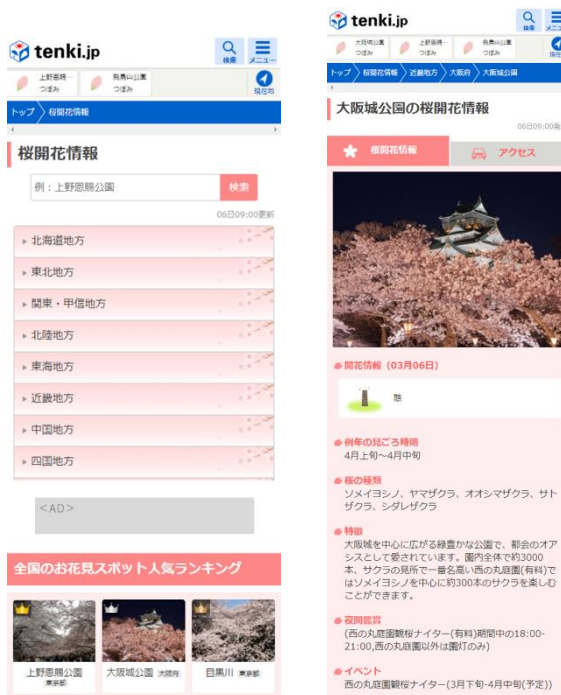 tenki.jp
検索
メニュー
上野恩賜…
つぼみ
飛鳥山公園
つぼみ
現在地
トップ 〉 桜開花情報
桜開花情報
例：上野恩賜公園
検索
06日09:00更新
北海道地方
東北地方
関東・甲信地方
北陸地方
東海地方
近畿地方
中国地方
四国地方
<AD>
全国のお花見スポット人気ランキング
上野恩賜公園
東京都
大阪城公園 大阪府
目黒川 東京都
tenki.jp
検索
大阪城公園
つぼみ
上野恩賜…
つぼみ
飛鳥山公園
つぼみ
トップ 〉 桜開花情報 〉 近畿地方 〉 大阪府 〉 大阪城公園
大阪城公園の桜開花情報
06日09:00発
桜開花情報
アクセス
開花情報（03月06日）
例年の見ごろ時期
4月上旬～4月中旬
桜の種類
ソメイヨシノ、ヤマザクラ、オオシマザクラ、サト
ザクラ、シダレザクラ
特徴
大阪城を中心に広がる緑豊かな公園で、都会のオア
シスとして愛されています。園内全体で約3000
本、サクラの見所で一番名高い西の丸庭園(有料)で
はソメイヨシノを中心に約300本のサクラを楽しむ
ことができます。
夜間鑑賞
(西の丸庭園観桜ナイター(有料)期間中の18:00-
21:00,西の丸庭園以外は園灯のみ)
イベント
西の丸庭園観桜ナイター(3月下旬-4月中旬(予定))